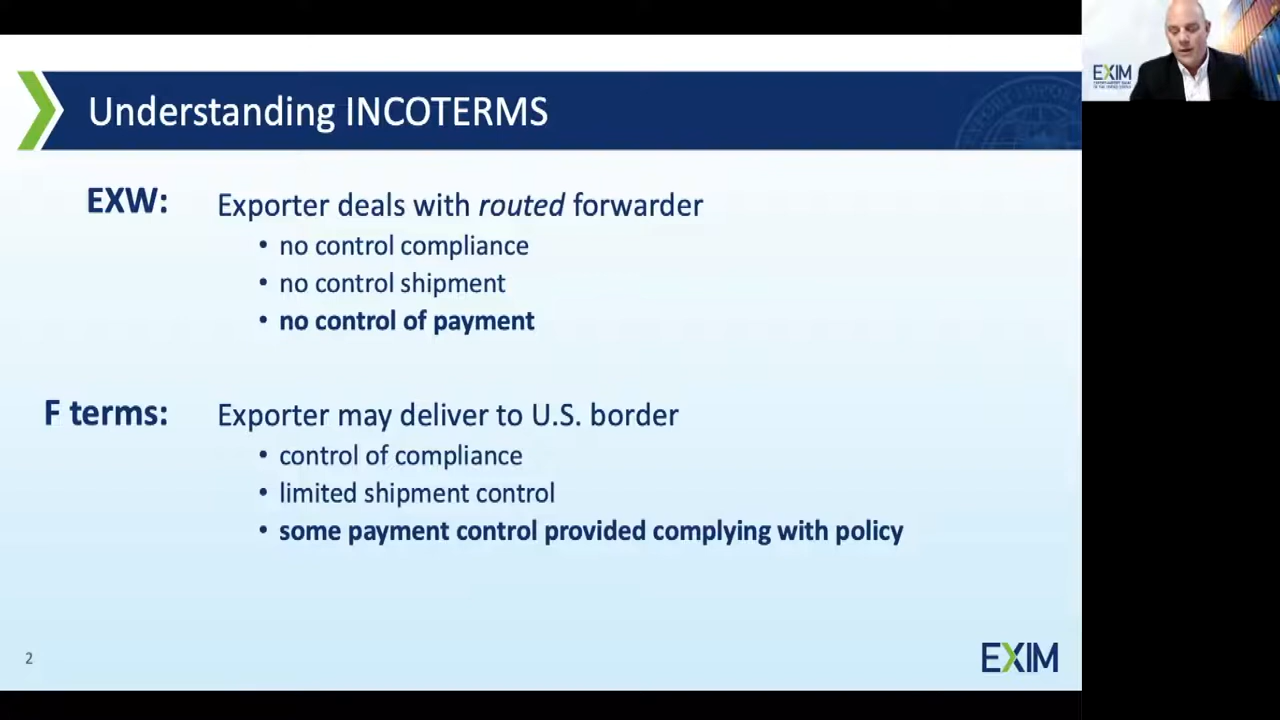 Understanding INCOTERMS
EXW: Exporter deals with routed forwarder
• no control compliance
• no control shipment
• no control of payment
F terms: Exporter may deliver to U.S. border
• control of compliance
• limited shipment control
• some payment control provided complying with policy
2
EXIM
EXIM